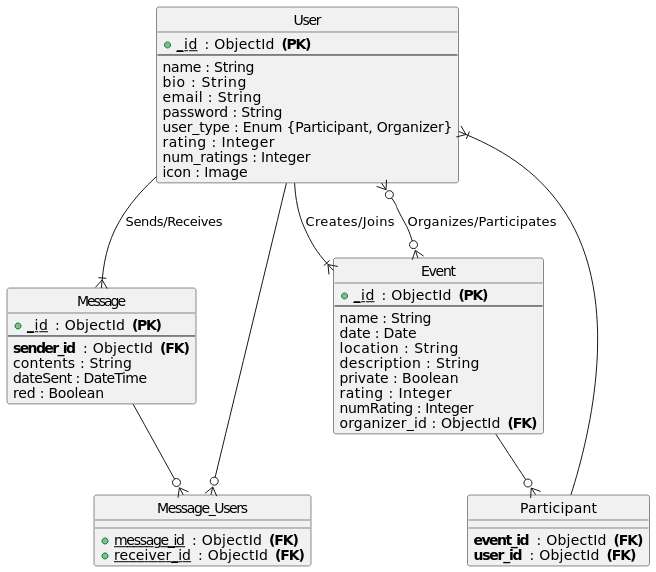 User
_id : ObjectId (PK)
name : String
bio : String
email : String
password : String
user_type : Enum {Participant, Organizer}
rating : Integer
num_ratings : Integer
icon : Image
Sends/Receives
Creates/Joins
Organizes/Participates
Message
_id : ObjectId (PK)
sender_id : ObjectId (FK)
contents : String
dateSent : DateTime
red : Boolean
Event
_id : ObjectId (PK)
name : String
date : Date
location : String
description : String
private : Boolean
rating : Integer
numRating : Integer
organizer_id : ObjectId (FK)
Message_Users
message_id : ObjectId (FK)
receiver_id : ObjectId (FK)
Participant
event_id : ObjectId (FK)
user_id : ObjectId (FK)